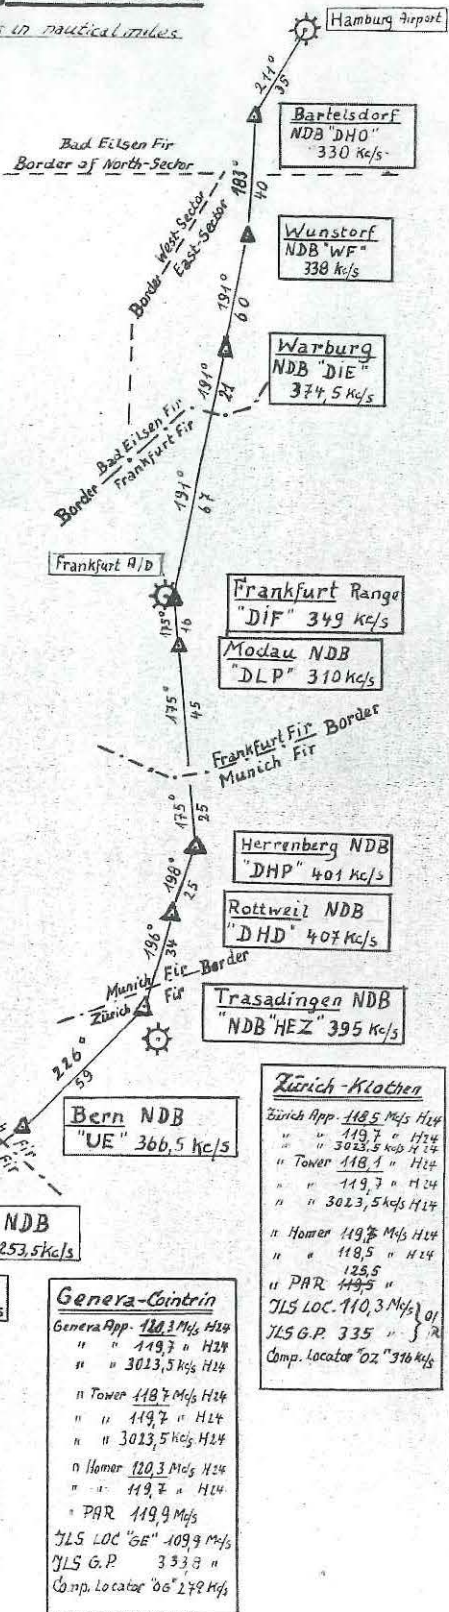 s in nautical miles
Hamburg Airport
211°
35
Bartelsdorf
NDB "DHO"
330 Kc/s
Bad Eilsen Fir
Border of North-Sector
183°
40
West-Sector
Border
East-Sector
Wunstorf
NDB "WF"
338 kc/s
191°
60
Warburg
NDB "DIE"
374,5 Kc/s
191°
21
Bad Eilsen Fir
Border
Frankfurt Fir
191°
67
Frankfurt A/D
Frankfurt Range
"DIF" 349 Kc/s
175°
16
Modau NDB
"DLP" 310 Kc/s
175°
45
Frankfurt Fir Border
Munich Fir
175°
25
Herrenberg NDB
"DHP" 401 Kc/s
198°
25
Rottweil NDB
"DHD" 407 Kc/s
196°
34
Munich Fir Border
Zürich Fir
Trasadingen NDB
"NDB "HEZ" 395 Kc/s
226°
59
Bern NDB
"UE" 366,5 Kc/s
Fir
Fir
NDB
253,5 Kc/s
s
Zürich-Klothen
Zürich App. 118,5 Mc/s H24
" " 119,7 " H24
" " 3023,5 kc/s H24
" Tower 118,1 " H24
" " 119,7 " H24
" " 3023,5 kc/s H24
" Homer 119,7 Mc/s H24
" " 118,5 " H24
125,5
" PAR 119,5 "
JLS LOC. 110,3 Mc/s
JLS G.P. 335 "
Comp. Locator "OZ" 316 kc/s
Geneva-Cointrin
Geneva App. 120,3 Mc/s H24
" " 119,7 " H24
" " 3023,5 kc/s H24
" Tower 118,7 Mc/s H24
" " 119,7 " H24
" " 3023,5 Kc/s H24
" Homer 120,3 Mc/s H24
" " 119,7 " H24
" PAR 119,9 Mc/s
JLS LOC "GE" 109,9 Mc/s
JLS G.P. 333,8 "
Comp. Locator "OG" 279 Kc/s